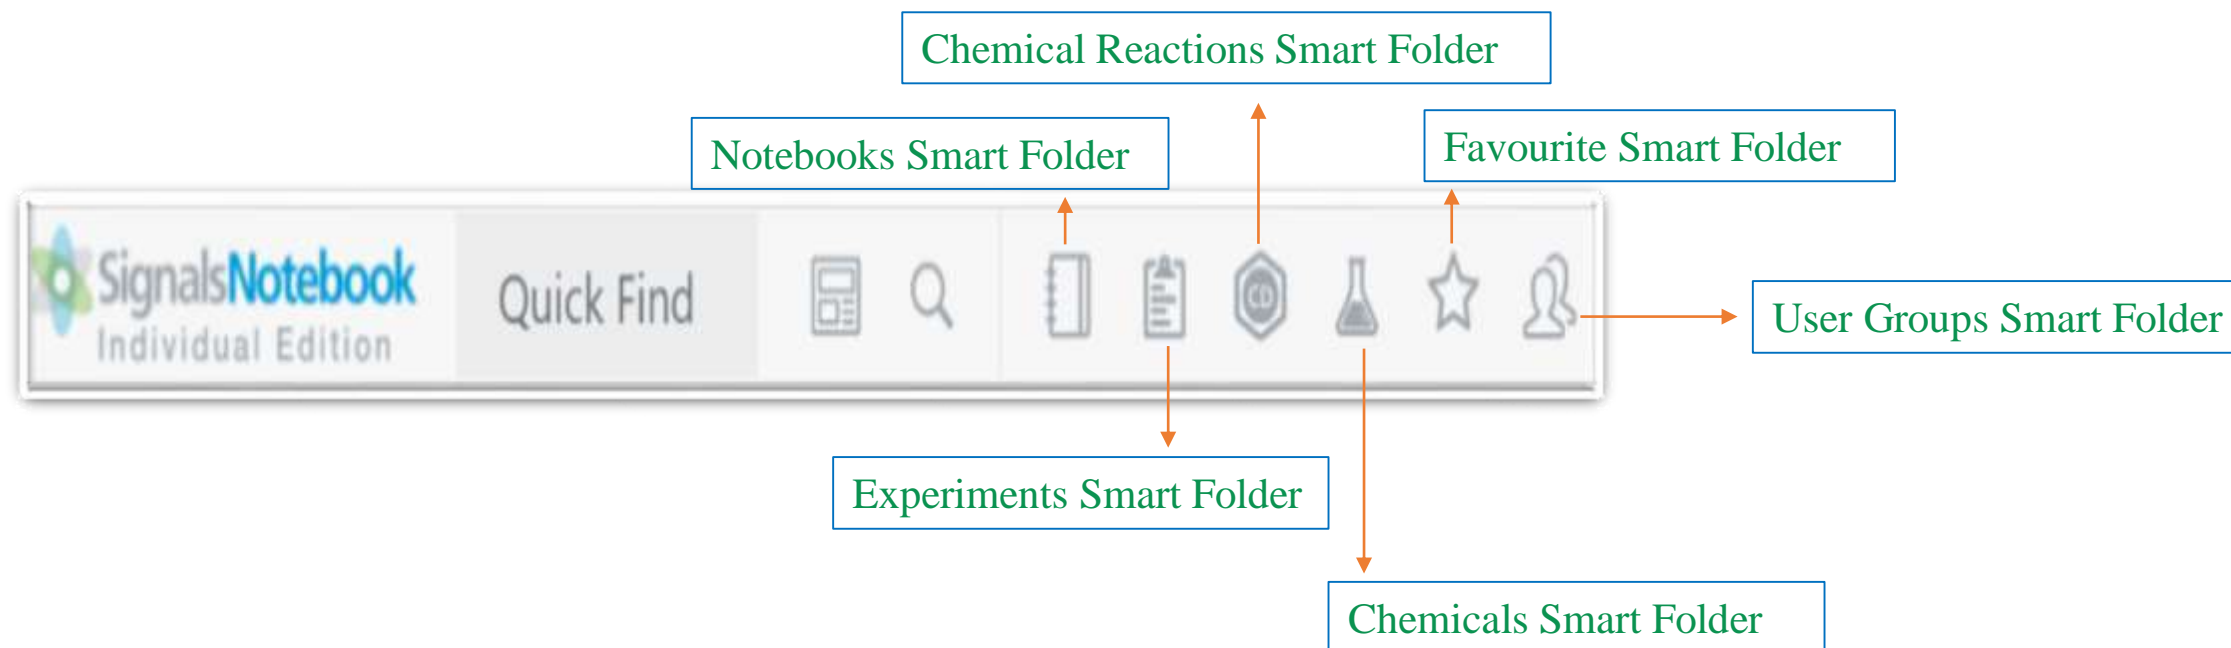 Chemical Reactions Smart Folder
Notebooks Smart Folder
Favourite Smart Folder
SignalsNotebook
Individual Edition
Quick Find
User Groups Smart Folder
Experiments Smart Folder
Chemicals Smart Folder